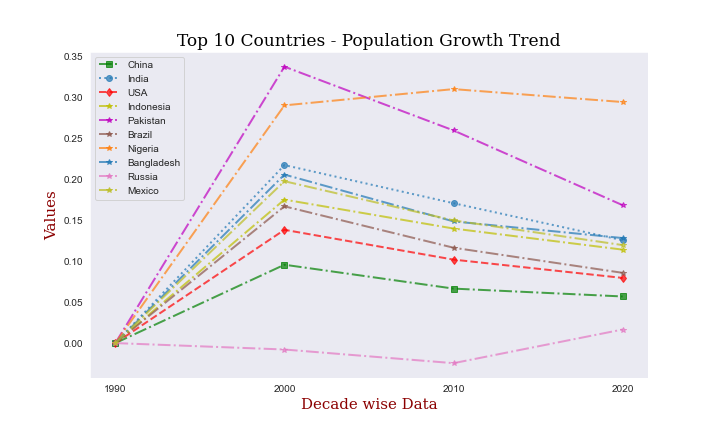 Top 10 Countries - Population Growth Trend
0.35
0.30
0.25
0.20
0.15
0.10
0.05
0.00
Values
China
India
USA
Indonesia
Pakistan
Brazil
Nigeria
Bangladesh
Russia
Mexico
1990 2000 2010 2020
Decade wise Data